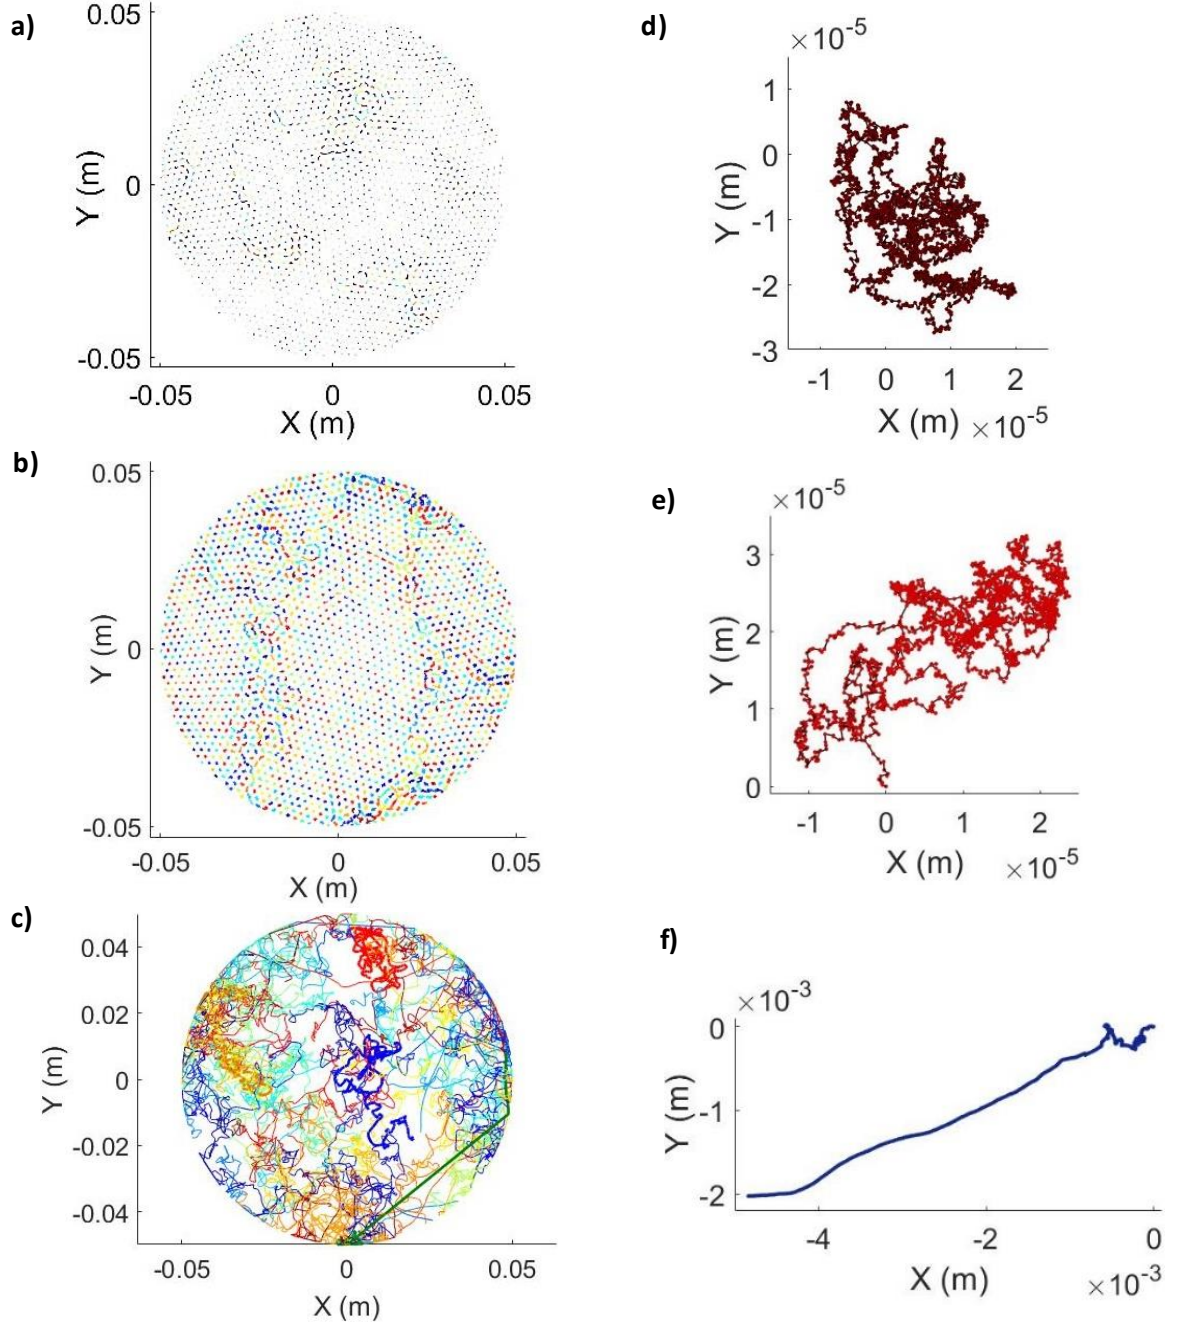 a)
0.05
0
-0.05
Y (m)
-0.05 0 0.05
X (m)
b)
0.05
0
-0.05
Y (m)
-0.05 0 0.05
X (m)
c)
0.04
0.02
0
-0.02
-0.04
Y (m)
-0.05 0 0.05
X (m)
d)
×10-5
1
0
-1
-2
-3
Y (m)
-1 0 1 2
X (m) ×10-5
e)
×10-5
3
2
1
0
Y (m)
-1 0 1 2
X (m) ×10-5
f)
×10-3
0
-1
-2
Y (m)
-4 -2 0
X (m) ×10-3